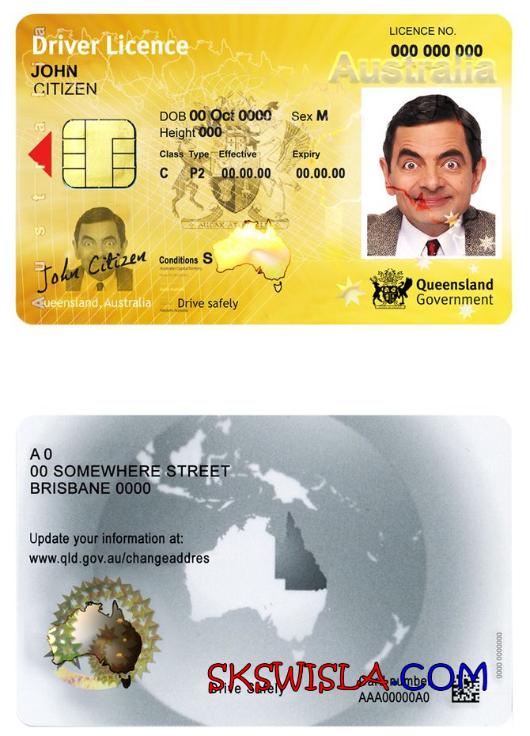 Driver Licence
LICENCE NO.
000 000 000
Australia
JOHN
CITIZEN
DOB 00 Oct 0000 Sex M
Height 000
Class Type Effective Expiry
C P2 00.00.00 00.00.00
John Citizen
Conditions S
Queensland, Australia
Drive safely
Queensland
Government
Australia
A 0
00 SOMEWHERE STREET
BRISBANE 0000
Update your information at:
www.qld.gov.au/changeaddres
SKSWISLA.COM
Drive Safely
Card number
AAA00000A0
0000 0000000